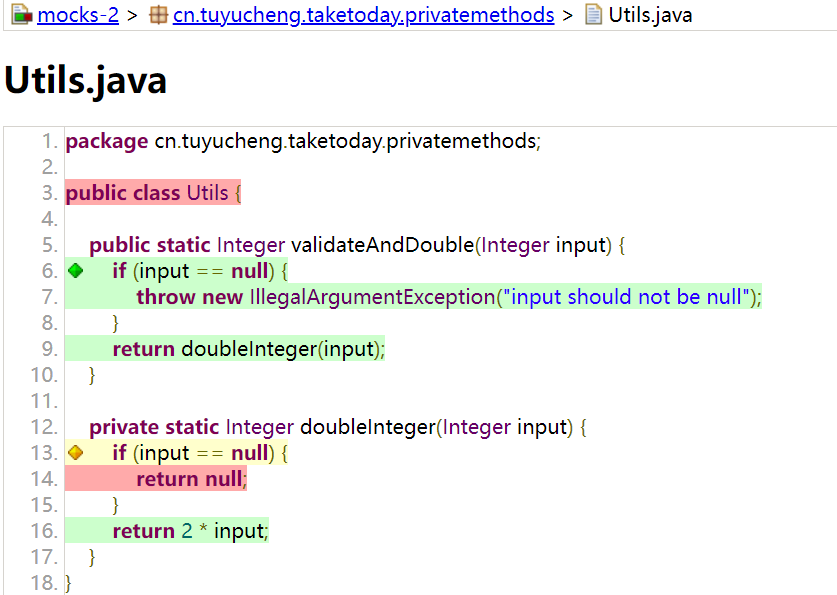 mocks-2 > cn.tuyucheng.taketoday.privatemethods > Utils.java
Utils.java
1. package cn.tuyucheng.taketoday.privatemethods;
2.
3. public class Utils {
4.
5.     public static Integer validateAndDouble(Integer input) {
6.         if (input == null) {
7.             throw new IllegalArgumentException("input should not be null");
8.         }
9.         return doubleInteger(input);
10.     }
11.
12.     private static Integer doubleInteger(Integer input) {
13.         if (input == null) {
14.             return null;
15.         }
16.         return 2 * input;
17.     }
18. }